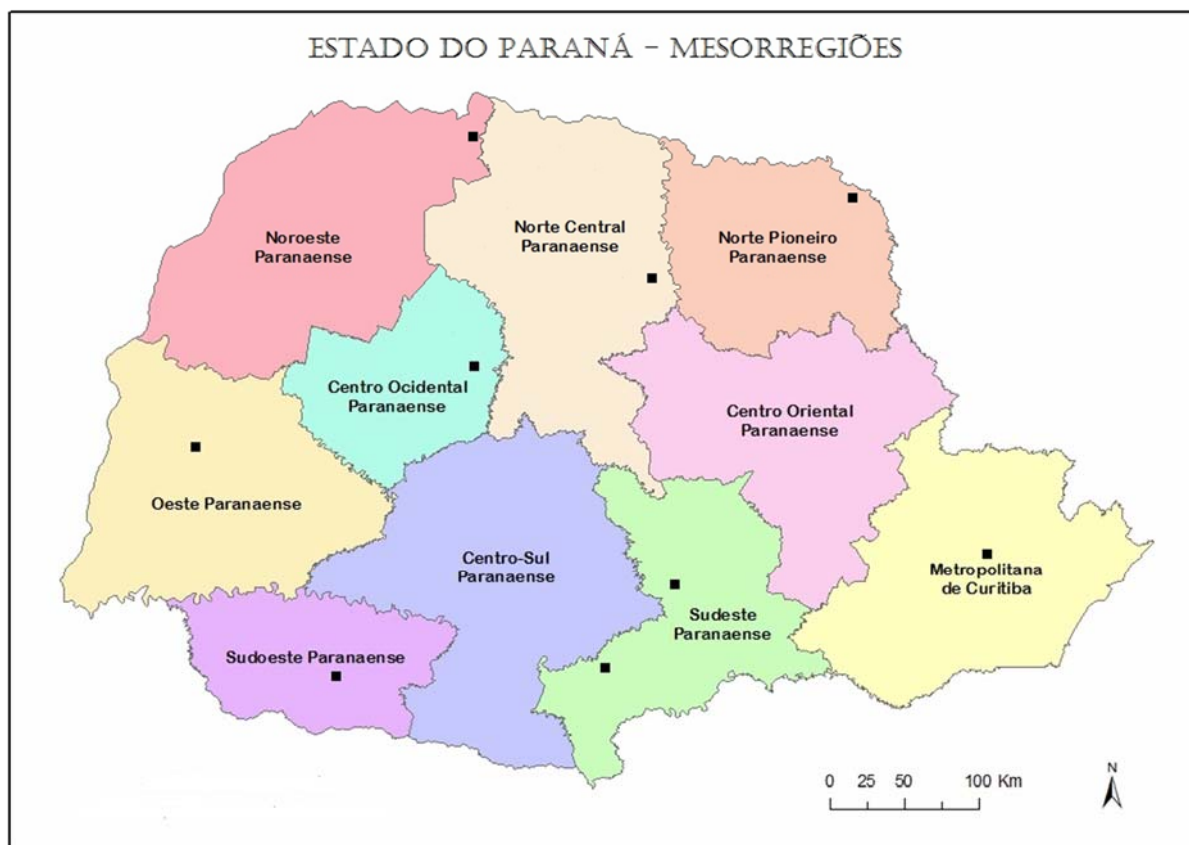 ESTADO DO PARANÁ – MESORREGIÕES
Noroeste
Paranaense
Norte Central
Paranaense
Norte Pioneiro
Paranaense
Centro Ocidental
Paranaense
Centro Oriental
Paranaense
Oeste Paranaense
Centro-Sul
Paranaense
Metropolitana
de Curitiba
Sudeste
Paranaense
Sudoeste Paranaense
0 25 50 100 Km
N